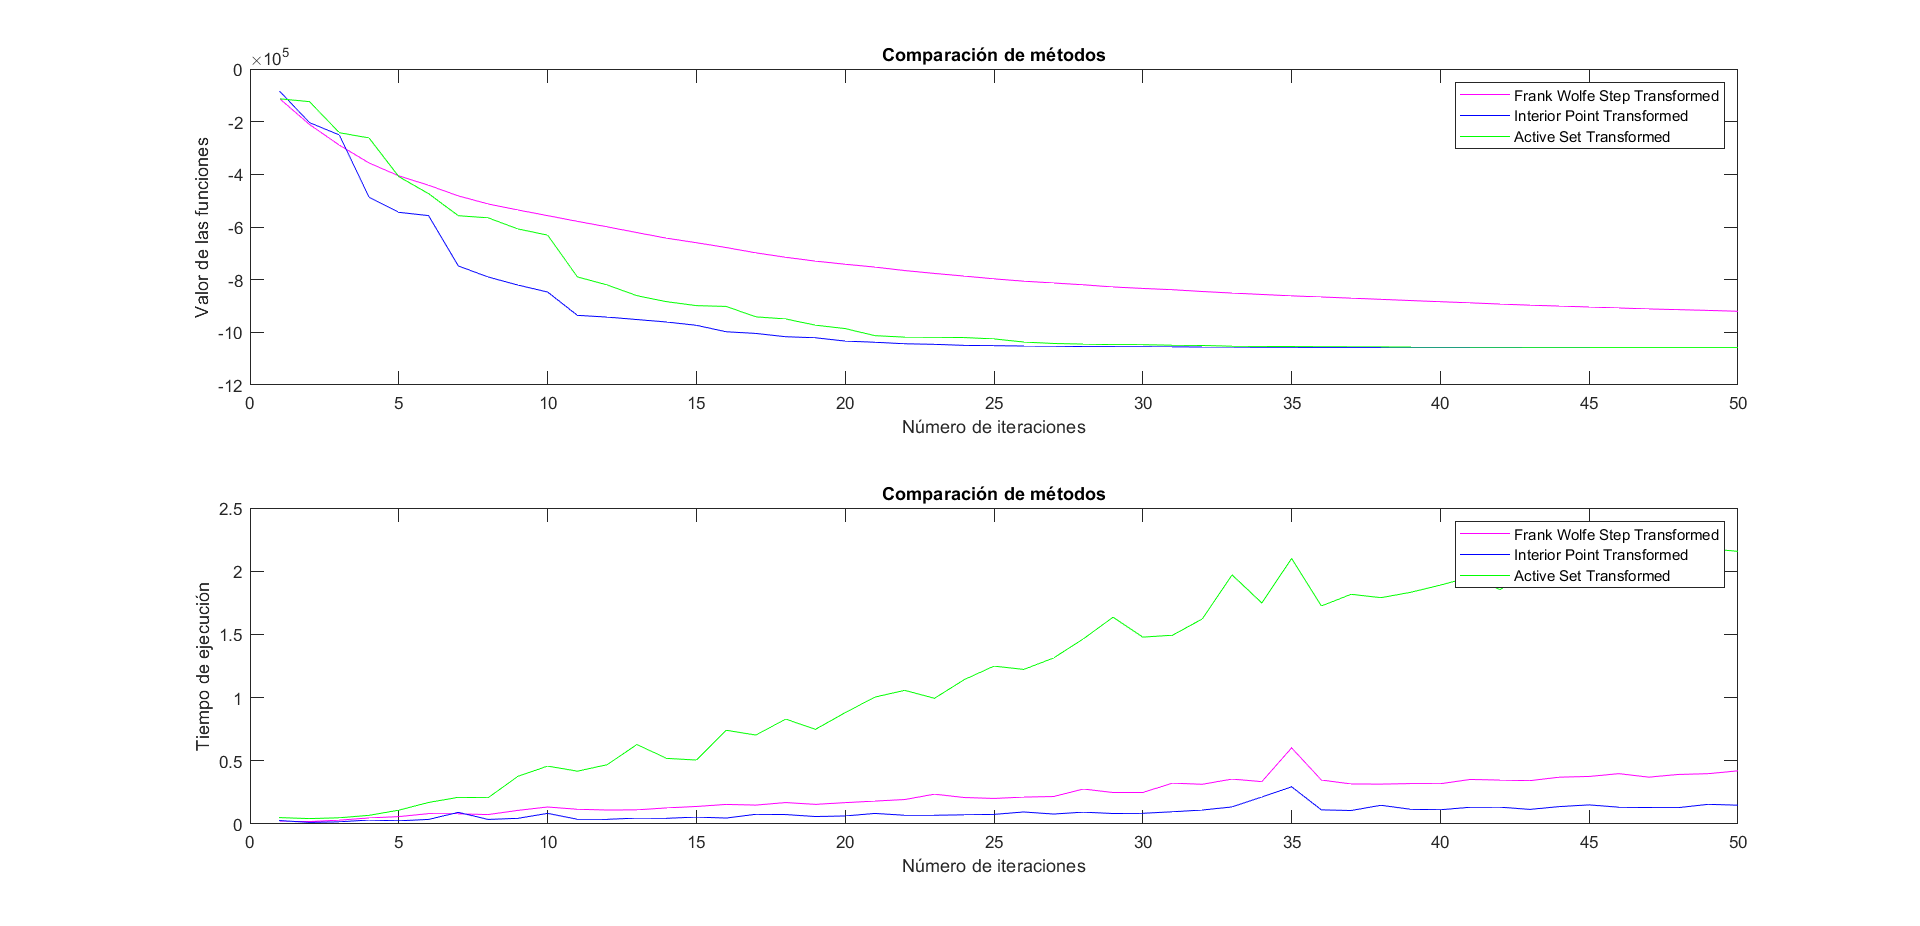 Comparación de métodos
×10^5
0
-2
-4
-6
-8
-10
-12
Valor de las funciones
Frank Wolfe Step Transformed
Interior Point Transformed
Active Set Transformed
0 5 10 15 20 25 30 35 40 45 50
Número de iteraciones
Comparación de métodos
2.5
2
1.5
1
0.5
0
Tiempo de ejecución
Frank Wolfe Step Transformed
Interior Point Transformed
Active Set Transformed
0 5 10 15 20 25 30 35 40 45 50
Número de iteraciones